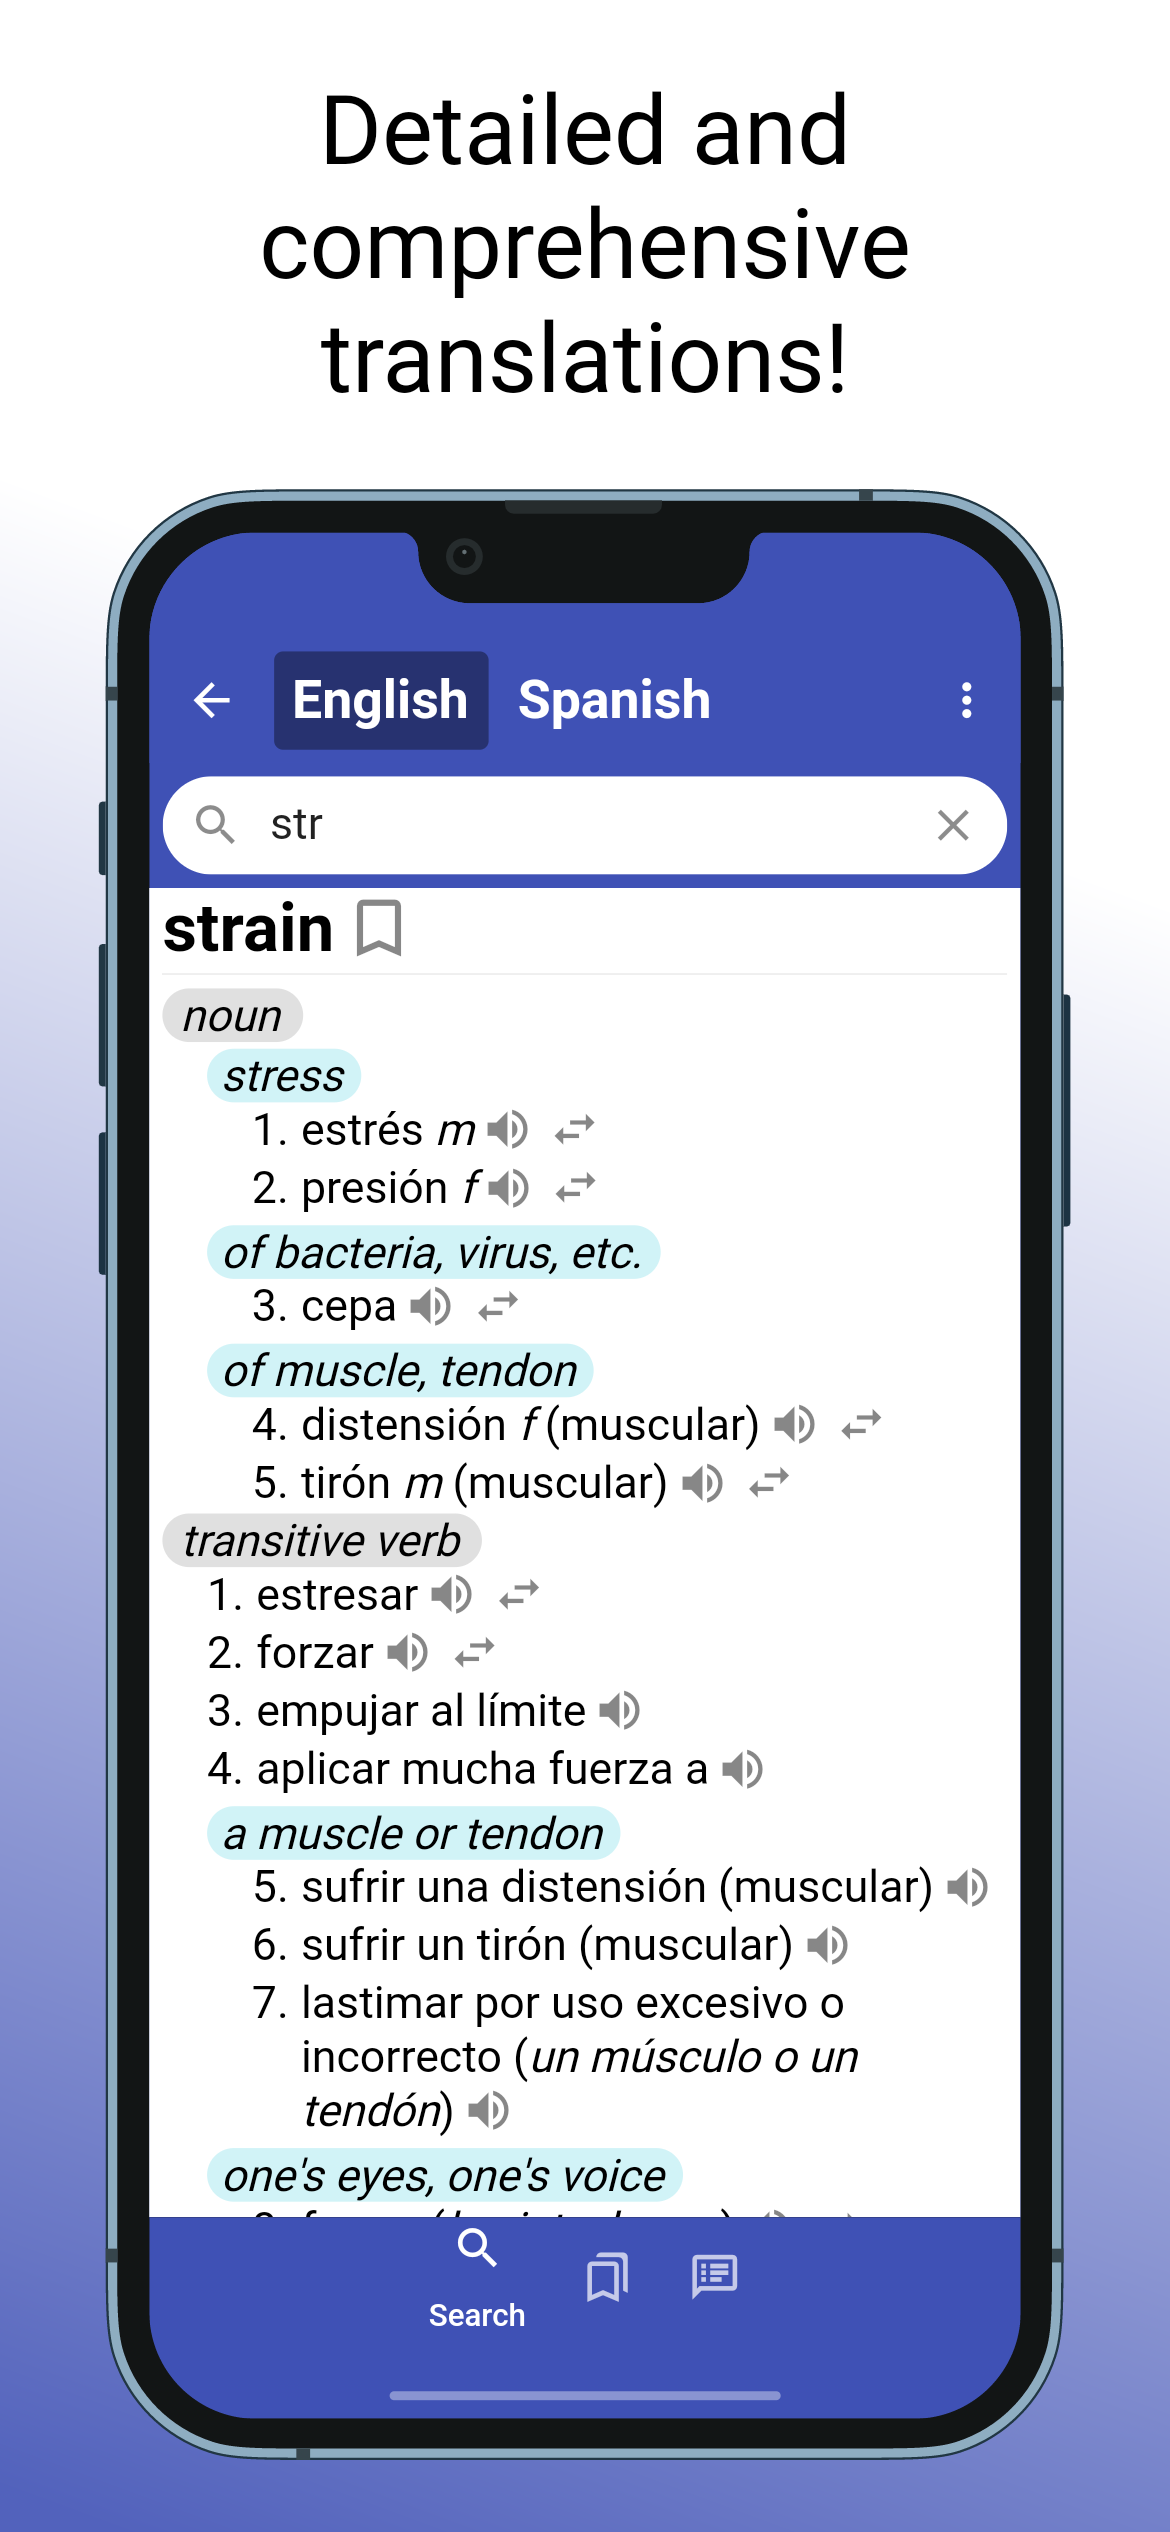 Detailed and
comprehensive
translations!
English Spanish
str
strain
noun
stress
1. estrés m
2. presión f
of bacteria, virus, etc.
3. cepa
of muscle, tendon
4. distensión f (muscular)
5. tirón m (muscular)
transitive verb
1. estresar
2. forzar
3. empujar al límite
4. aplicar mucha fuerza a
a muscle or tendon
5. sufrir una distensión (muscular)
6. sufrir un tirón (muscular)
7. lastimar por uso excesivo o
incorrecto (un músculo o un
tendón)
one's eyes, one's voice
Search